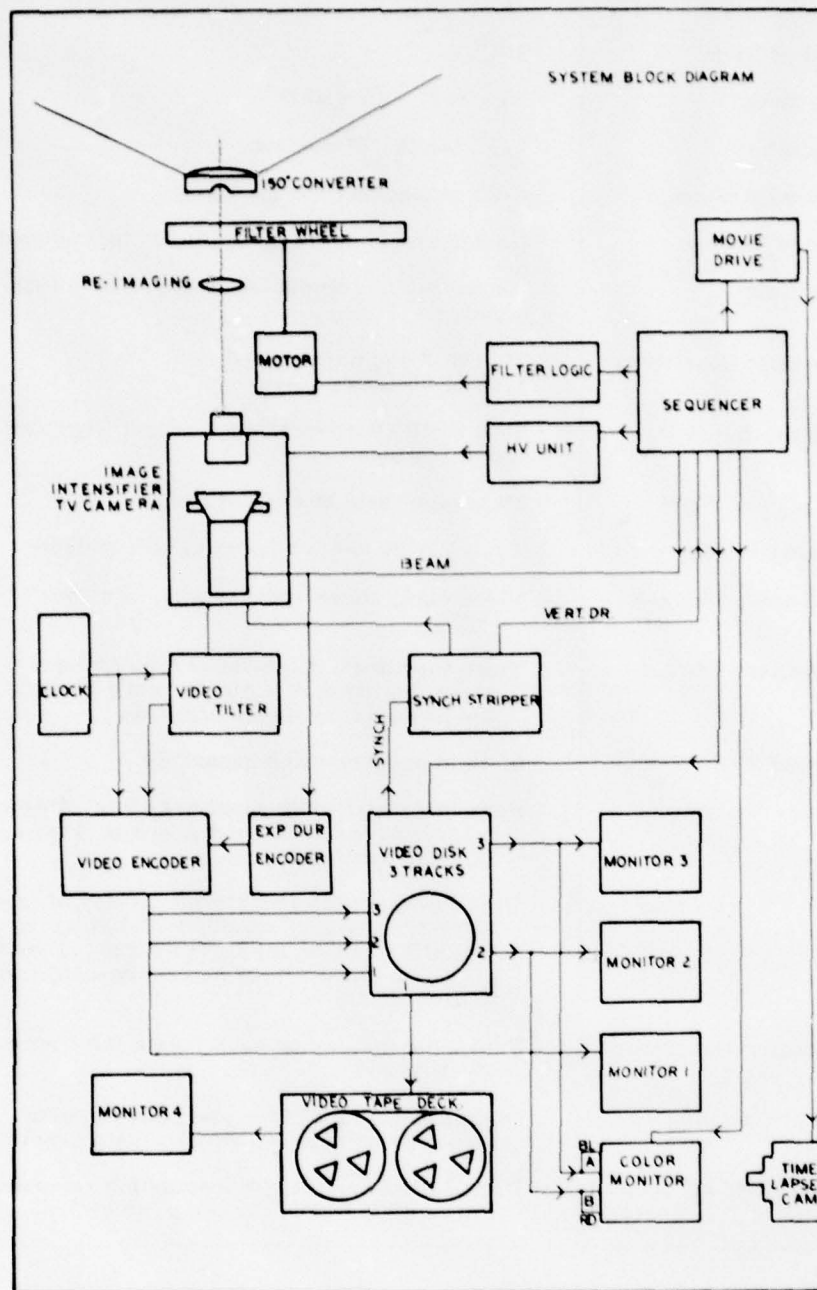 SYSTEM BLOCK DIAGRAM
150° CONVERTER
FILTER WHEEL
MOVIE
DRIVE
RE-IMAGING
MOTOR
FILTER LOGIC
SEQUENCER
HV UNIT
IMAGE
INTENSIFIER
TV CAMERA
BEAM
VERT. DR
CLOCK
VIDEO
TILTER
SYNCH STRIPPER
SYNCH
VIDEO ENCODER
EXP DUR
ENCODER
VIDEO DISK
3 TRACKS
3
MONITOR 3
3
2
1
2
MONITOR 2
1
MONITOR 1
MONITOR 4
VIDEO TAPE DECK
BL
A
B
RD
COLOR
MONITOR
TIME
LAPSE
CAM